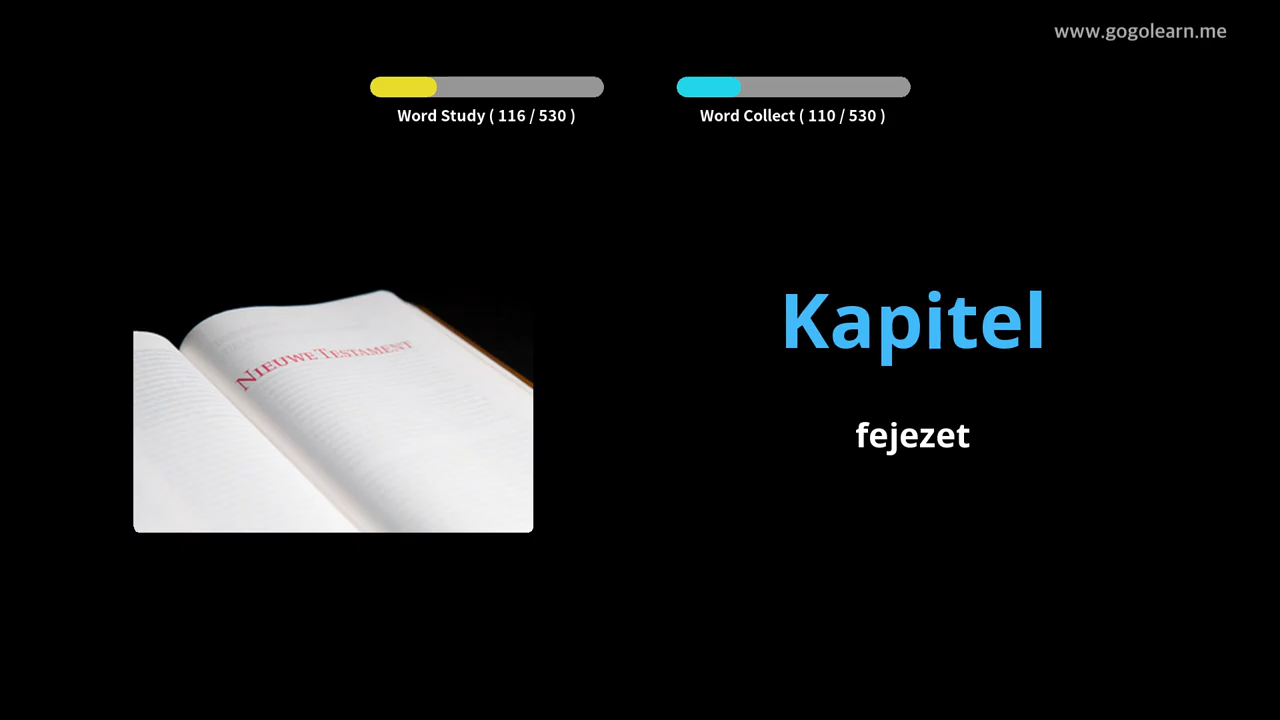 www.gogolearn.me
Word Study ( 116 / 530 )
Word Collect ( 110 / 530 )
NIEUWE TESTAMENT
Kapitel
fejezet